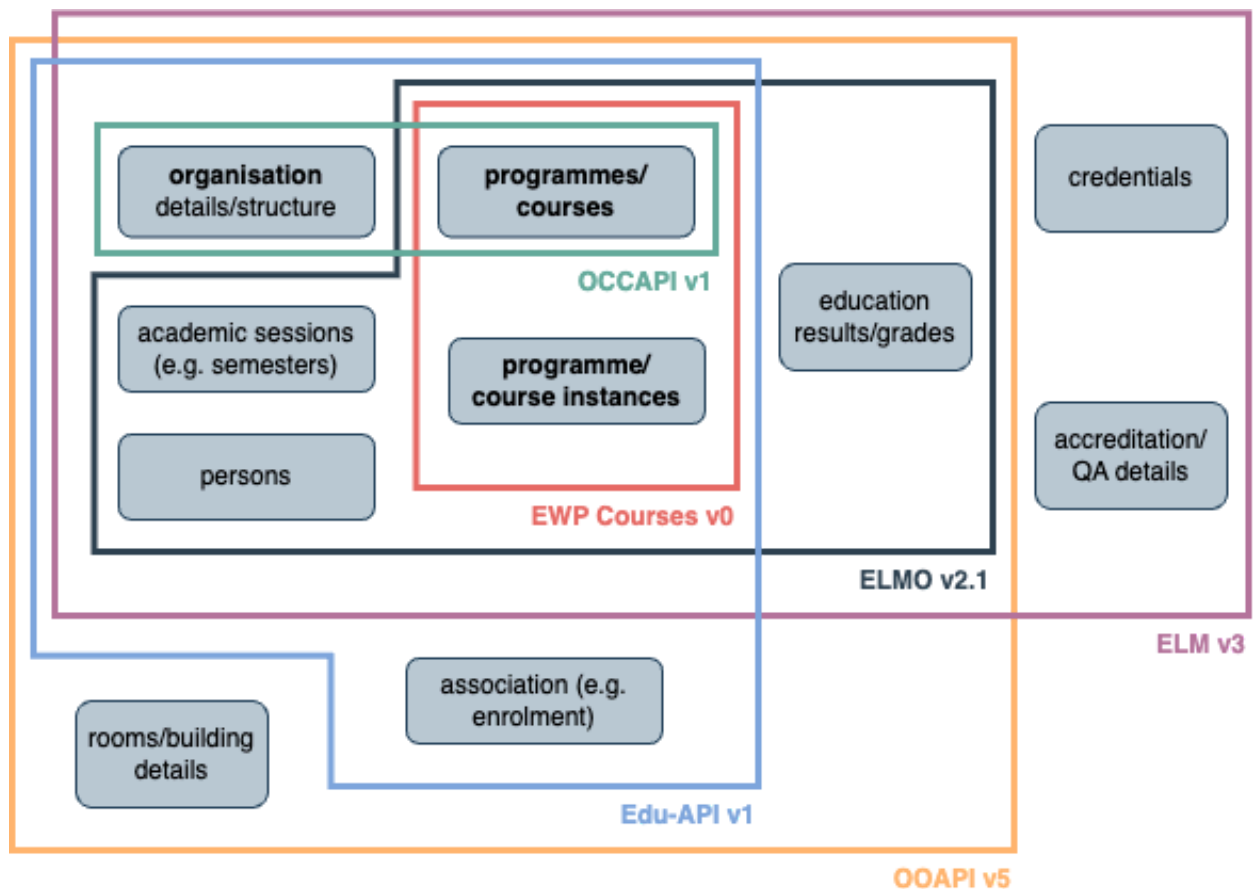 organisation
details/structure
programmes/
courses
credentials
OCCAPI v1
academic sessions
(e.g. semesters)
education
results/grades
programme/
course instances
persons
accreditation/
QA details
EWP Courses v0
ELMO v2.1
ELM v3
association (e.g.
enrolment)
rooms/building
details
Edu-API v1
OOAPI v5